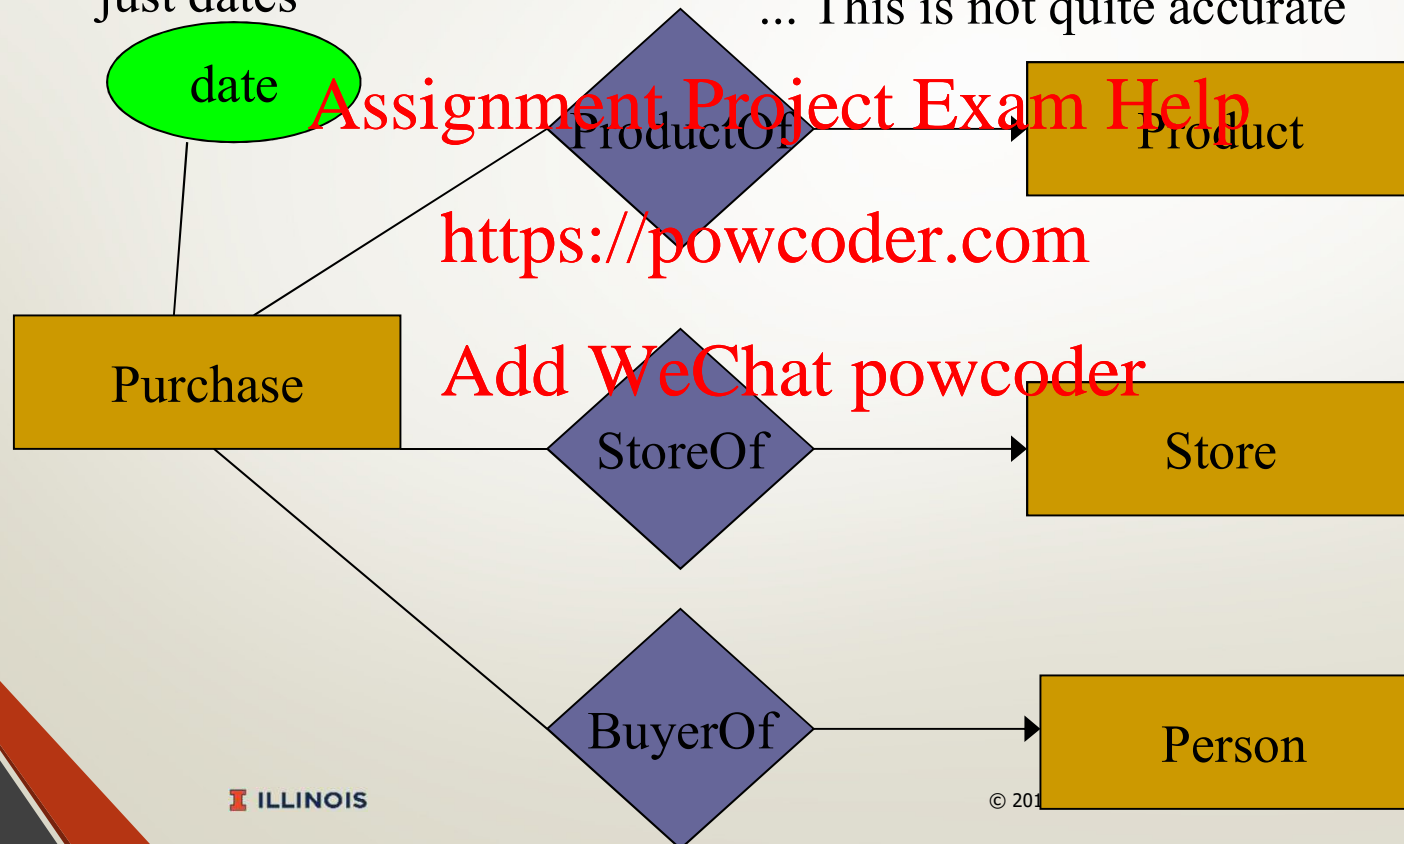 just dates
... This is not quite accurate
date
Assignment Project Exam Help
ProductOf
Product
https://powcoder.com
Add WeChat powcoder
Purchase
StoreOf
Store
BuyerOf
Person
ILLINOIS
© 201